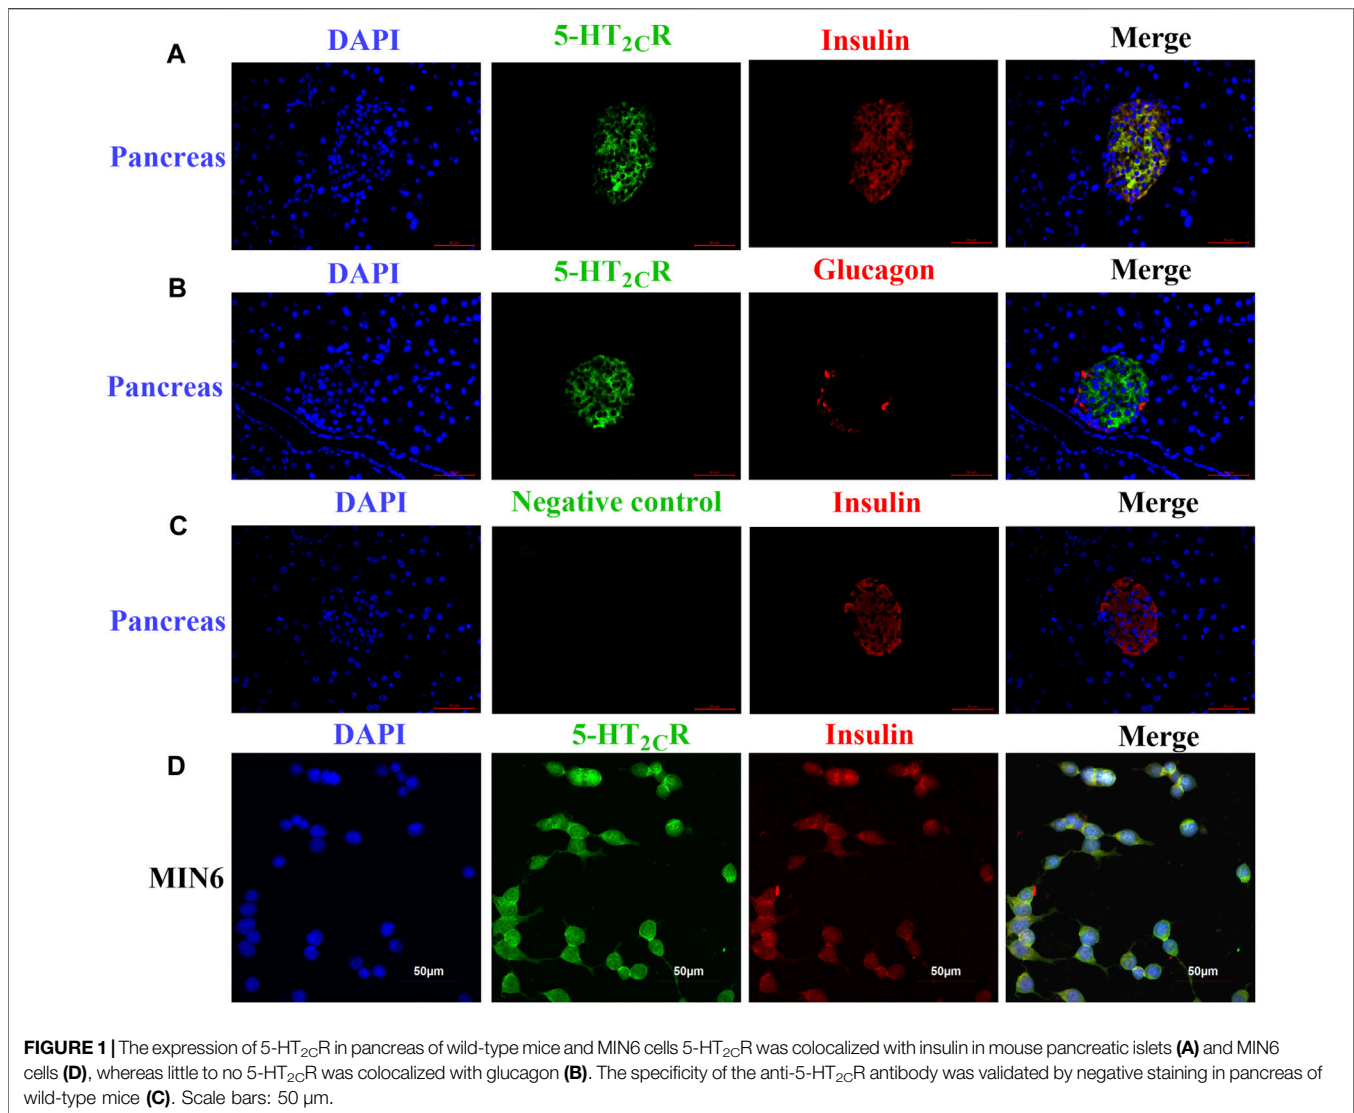 A
DAPI
5-HT2CR
Insulin
Merge
Pancreas
B
DAPI
5-HT2CR
Glucagon
Merge
Pancreas
C
DAPI
Negative control
Insulin
Merge
Pancreas
D
DAPI
5-HT2CR
Insulin
Merge
MIN6
50μm
50μm
50μm
50μm
FIGURE 1 | The expression of 5-HT2CR in pancreas of wild-type mice and MIN6 cells 5-HT2CR was colocalized with insulin in mouse pancreatic islets (A) and MIN6
cells (D), whereas little to no 5-HT2CR was colocalized with glucagon (B). The specificity of the anti-5-HT2CR antibody was validated by negative staining in pancreas of
wild-type mice (C). Scale bars: 50 μm.